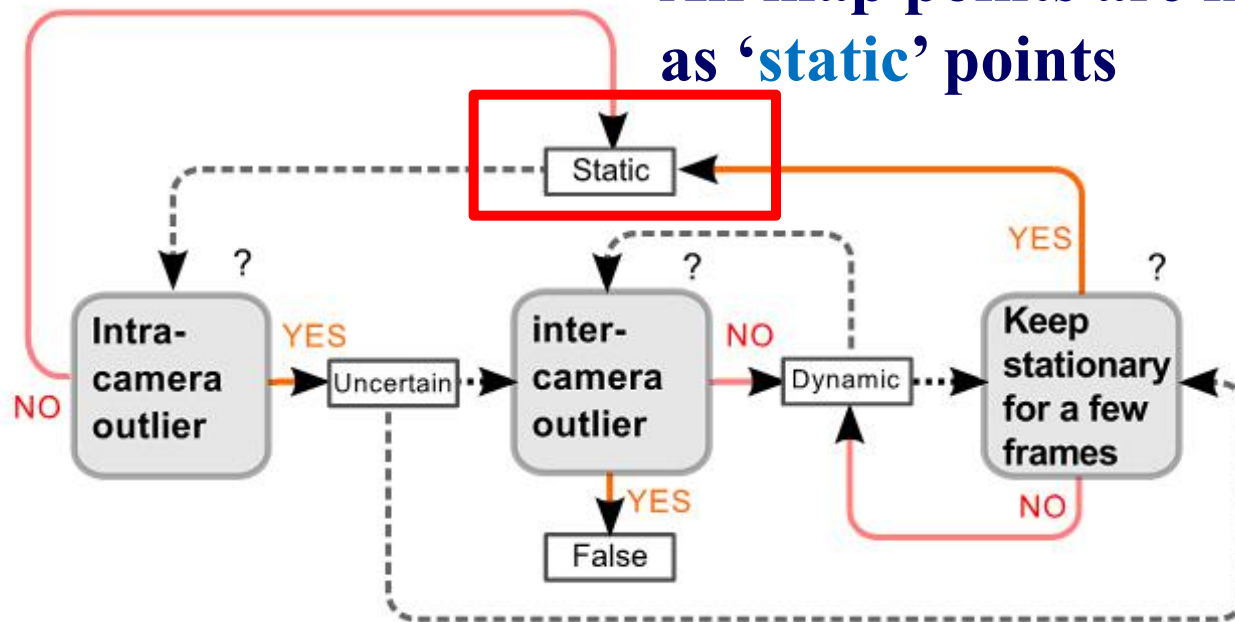 as ‘static’ points
Static
YES
?
?
?
Intra-
camera
outlier
YES
Uncertain
NO
inter-
camera
outlier
NO
Dynamic
Keep
stationary
for a few
frames
YES
False
NO